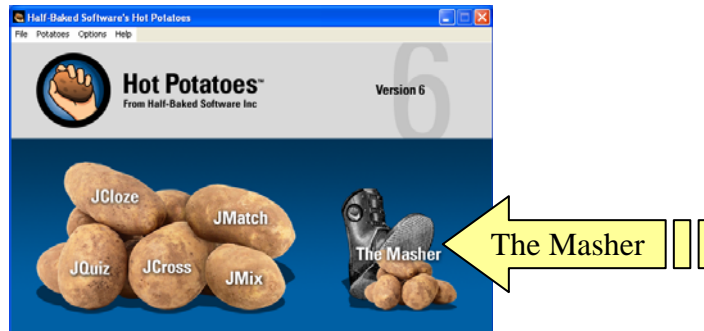 Half-Baked Software's Hot Potatoes
File Potatoes Options Help
Hot Potatoes™
From Half-Baked Software Inc
Version 6
6
JCloze
JMatch
JQuiz
JCross
JMix
The Masher
The Masher